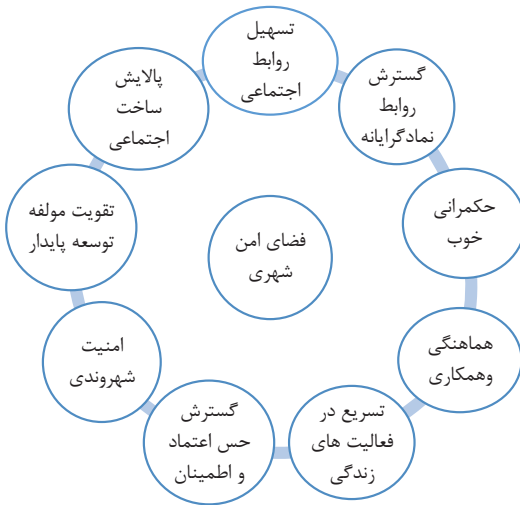 تسهیل
روابط
اجتماعی
گسترش
روابط
نمادگرایانه
حکمرانی
خوب
هماهنگی
وهمکاری
تسریع در
فعالیت های
زندگی
گسترش
حس اعتماد
و اطمینان
امنیت
شهروندی
تقویت مولفه
توسعه پایدار
پالایش
ساخت
اجتماعی
فضای امن
شهری